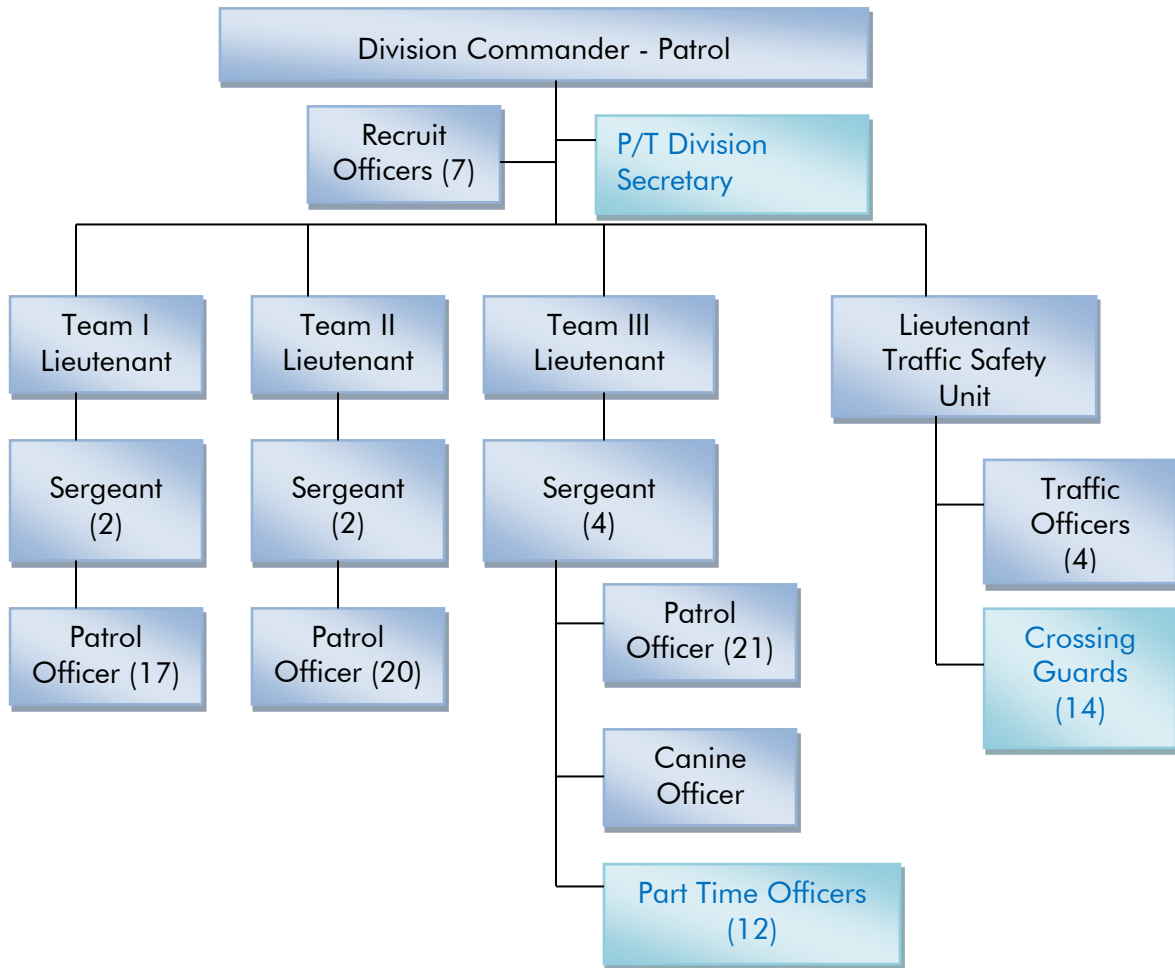 Division Commander - Patrol
Recruit
Officers (7)
P/T Division
Secretary
Team I
Lieutenant
Team II
Lieutenant
Team III
Lieutenant
Lieutenant
Traffic Safety
Unit
Sergeant
(2)
Sergeant
(2)
Sergeant
(4)
Traffic
Officers
(4)
Patrol
Officer (17)
Patrol
Officer (20)
Patrol
Officer (21)
Crossing
Guards
(14)
Canine
Officer
Part Time Officers
(12)